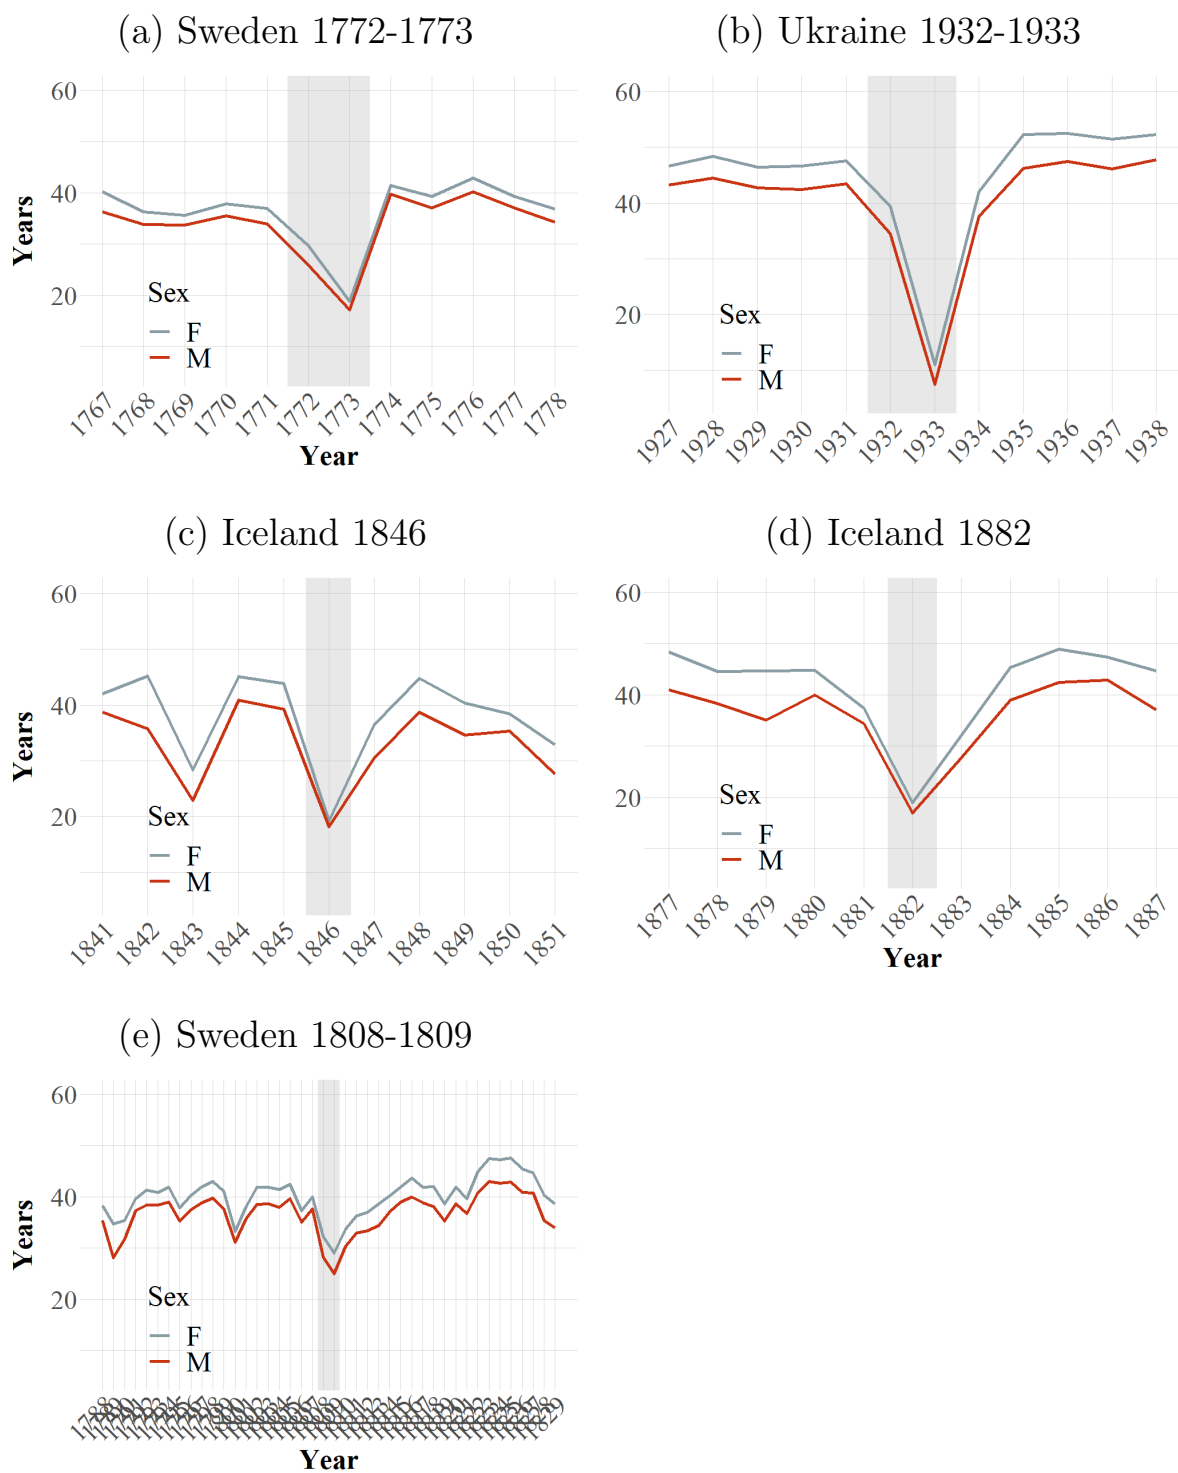 (a) Sweden 1772-1773
60
40
20
Years
Sex
F
M
1767 1768 1769 1770 1771 1772 1773 1774 1775 1776 1777 1778
Year
(b) Ukraine 1932-1933
60
40
20
Sex
F
M
1927 1928 1929 1930 1931 1932 1933 1934 1935 1936 1937 1938
(c) Iceland 1846
60
40
20
Years
Sex
F
M
1841 1842 1843 1844 1845 1846 1847 1848 1849 1850 1851
(d) Iceland 1882
60
40
20
Sex
F
M
1877 1878 1879 1880 1881 1882 1883 1884 1885 1886 1887
Year
(e) Sweden 1808-1809
60
40
20
Years
Sex
F
M
1788 1829
Year